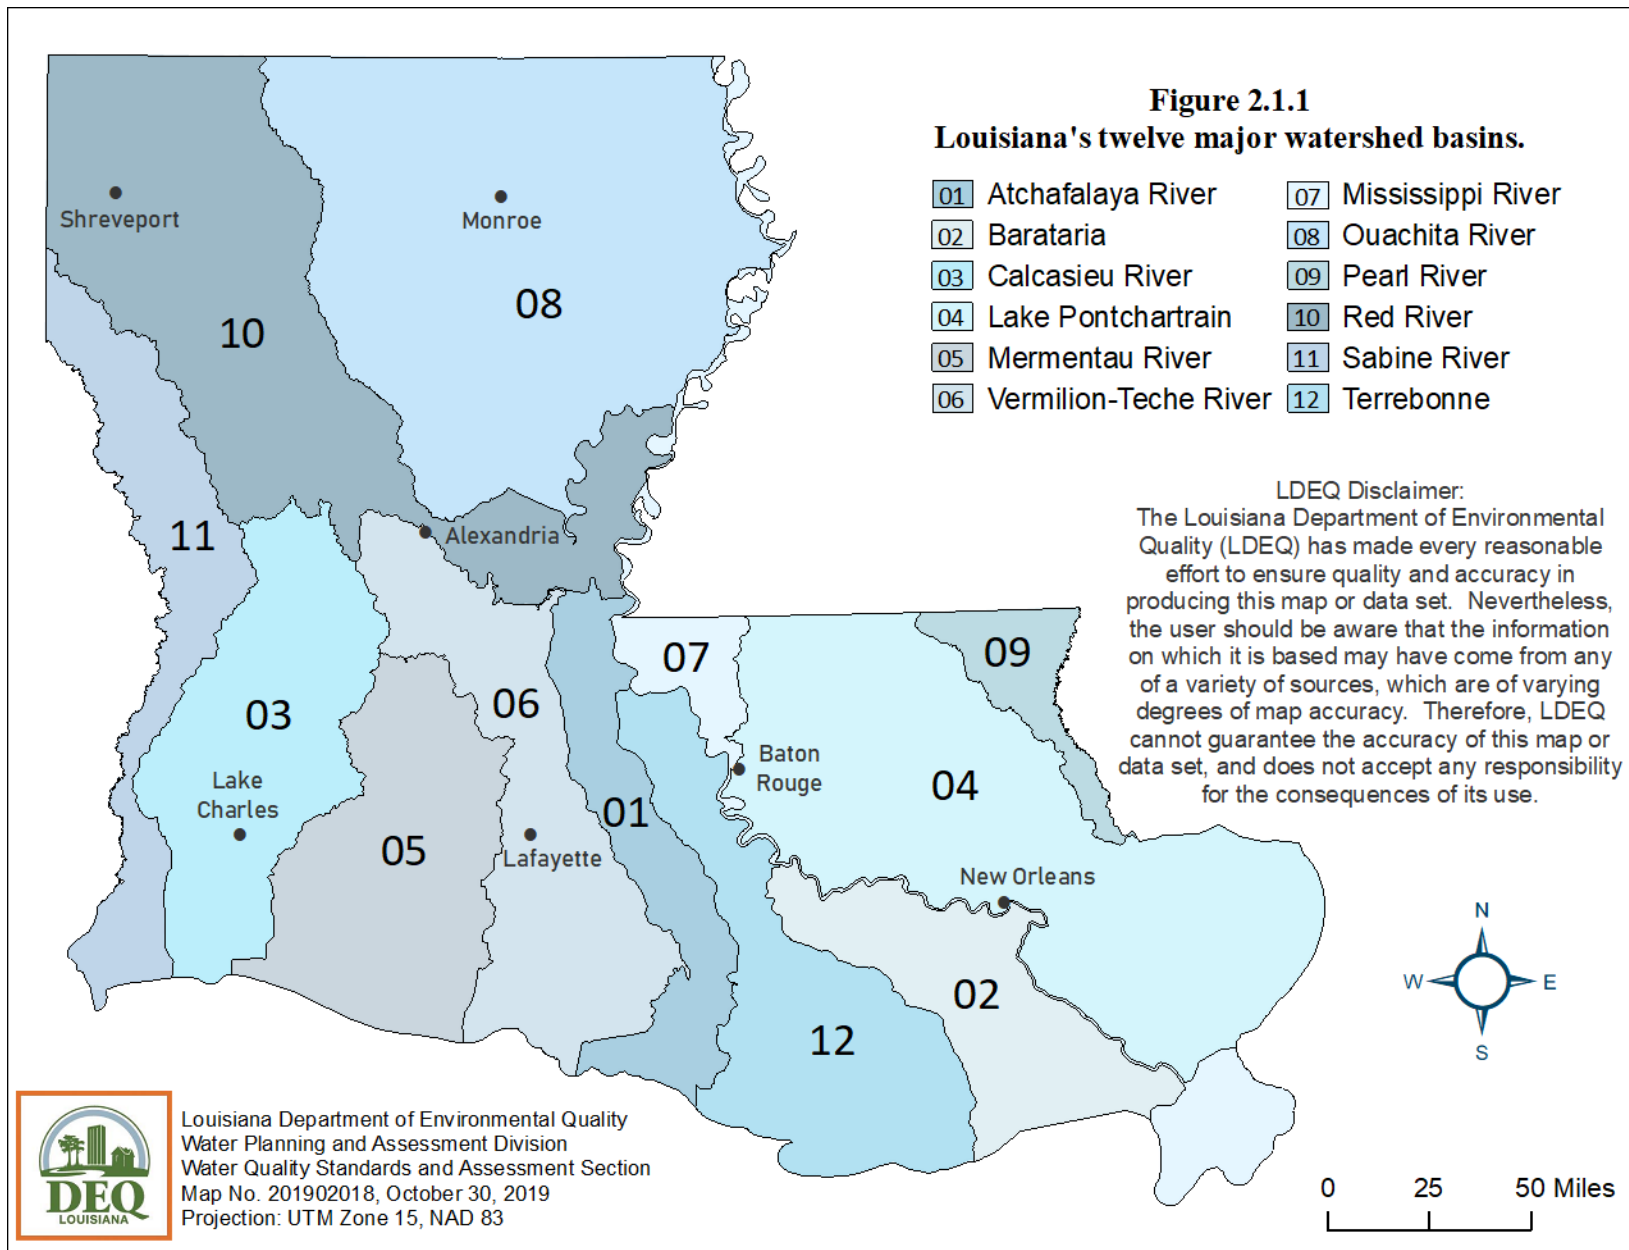 Figure 2.1.1
Louisiana's twelve major watershed basins.
01 Atchafalaya River
02 Barataria
03 Calcasieu River
04 Lake Pontchartrain
05 Mermentau River
06 Vermilion-Teche River
07 Mississippi River
08 Ouachita River
09 Pearl River
10 Red River
11 Sabine River
12 Terrebonne
Shreveport
Monroe
08
10
11
Alexandria
07
09
03
06
Lake
Charles
Baton
Rouge
04
01
05
Lafayette
New Orleans
02
12
LDEQ Disclaimer:
The Louisiana Department of Environmental
Quality (LDEQ) has made every reasonable
effort to ensure quality and accuracy in
producing this map or data set. Nevertheless,
the user should be aware that the information
on which it is based may have come from any
of a variety of sources, which are of varying
degrees of map accuracy. Therefore, LDEQ
cannot guarantee the accuracy of this map or
data set, and does not accept any responsibility
for the consequences of its use.
N
W E
S
DEQ
LOUISIANA
Louisiana Department of Environmental Quality
Water Planning and Assessment Division
Water Quality Standards and Assessment Section
Map No. 201902018, October 30, 2019
Projection: UTM Zone 15, NAD 83
0 25 50 Miles